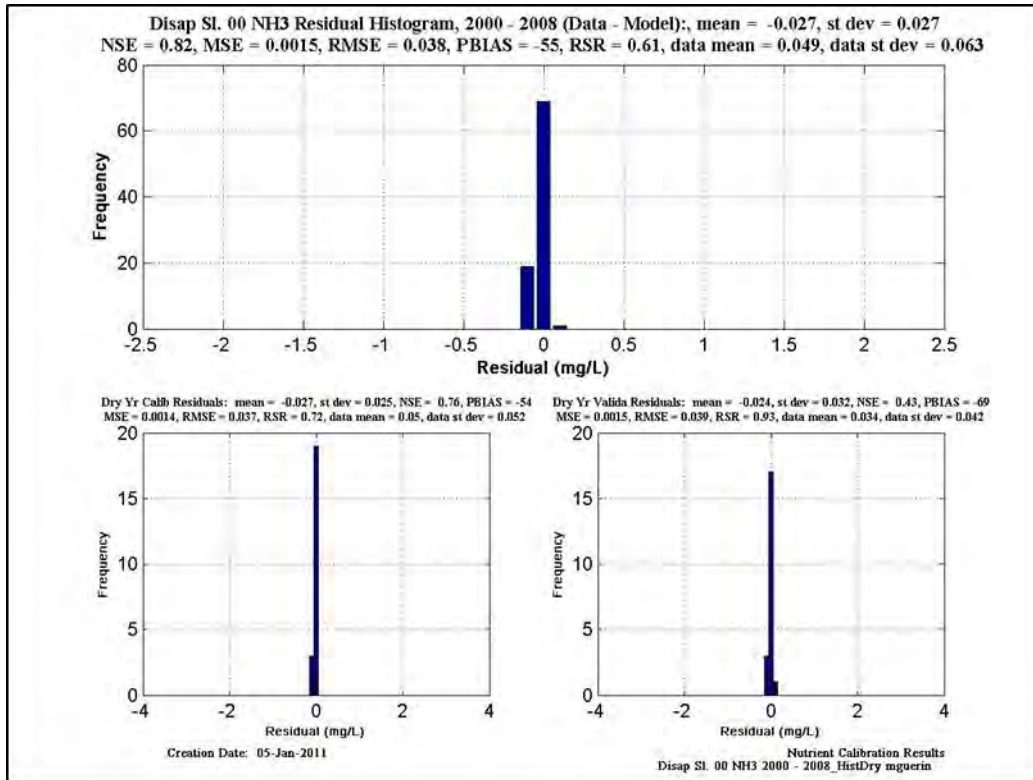 Disap Sl. 00 NH3 Residual Histogram, 2000 - 2008 (Data - Model):, mean = -0.027, st dev = 0.027
NSE = 0.82, MSE = 0.0015, RMSE = 0.038, PBIAS = -55, RSR = 0.61, data mean = 0.049, data st dev = 0.063
80
60
40
20
0
Frequency
-2.5 -2 -1.5 -1 -0.5 0 0.5 1 1.5 2 2.5
Residual (mg/L)
Dry Yr Calib Residuals: mean = -0.027, st dev = 0.025, NSE = 0.76, PBIAS = -54
MSE = 0.0014, RMSE = 0.037, RSR = 0.72, data mean = 0.05, data st dev = 0.052
20
15
10
5
0
Frequency
-4 -2 0 2 4
Residual (mg/L)
Dry Yr Valida Residuals: mean = -0.024, st dev = 0.032, NSE = 0.43, PBIAS = -69
MSE = 0.0015, RMSE = 0.039, RSR = 0.93, data mean = 0.034, data st dev = 0.042
20
15
10
5
0
Frequency
-4 -2 0 2 4
Residual (mg/L)
Creation Date: 05-Jan-2011
Nutrient Calibration Results
Disap Sl. 00 NH3 2000 - 2008_HistDry mguerin